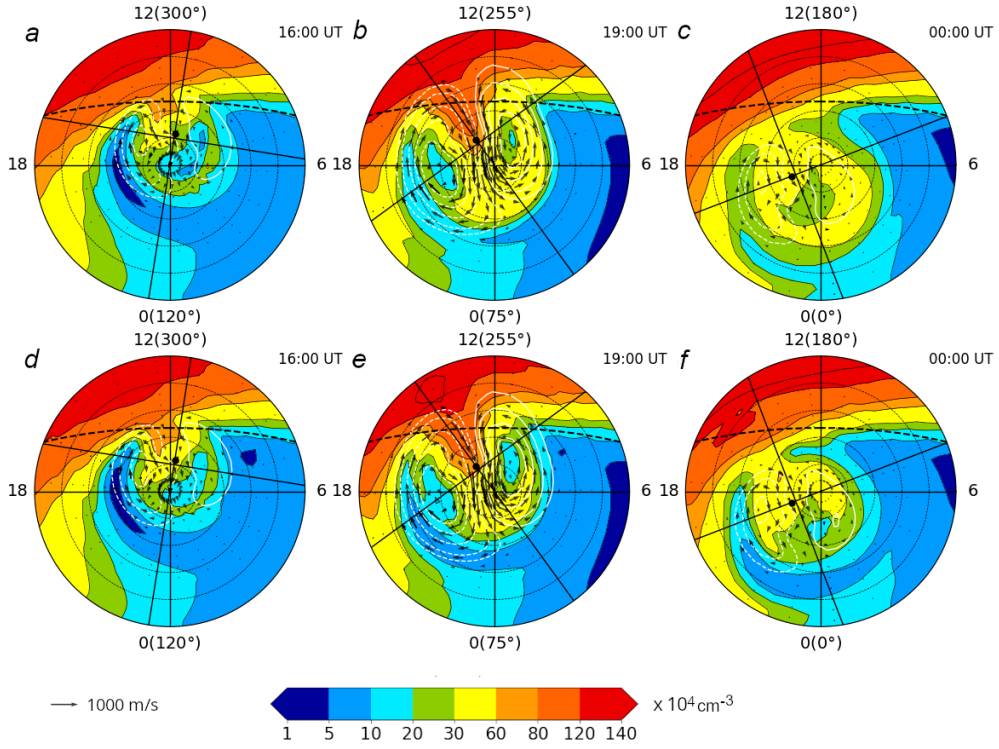 12(300°) 12(255°) 12(180°)
a 16:00 UT b 19:00 UT c 00:00 UT
18 6 18 6 18 6
0(120°) 0(75°) 0(0°)
12(300°) 12(255°) 12(180°)
d 16:00 UT e 19:00 UT f 00:00 UT
18 6 18 6 18 6
0(120°) 0(75°) 0(0°)
1000 m/s x 10⁴ cm⁻³
1 5 10 20 30 60 80 120 140